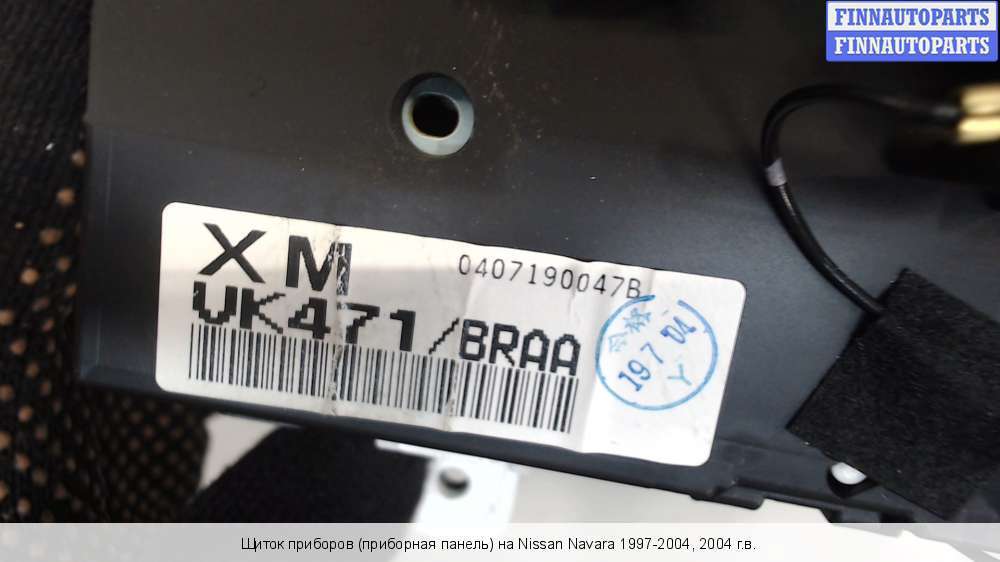 FINNAUTOPARTS
FINNAUTOPARTS
XM
0407190047B
VK471/BRAA
197 04
Y
Щиток приборов (приборная панель) на Nissan Navara 1997-2004, 2004 г.в.